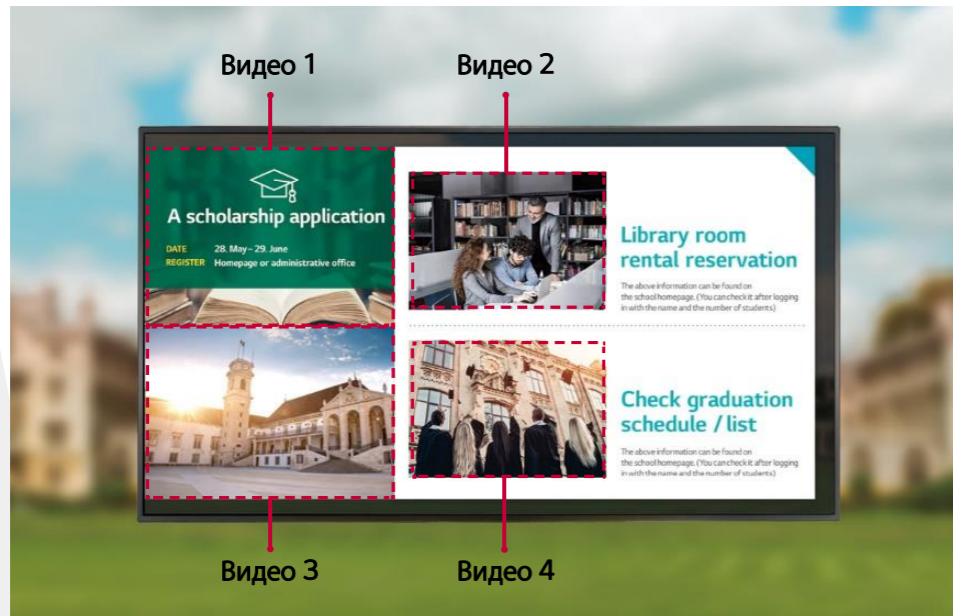 Видео 1
Видео 2
A scholarship application
DATE 28. May – 29. June
REGISTER Homepage or administrative office
Library room
rental reservation
The above information can be found on
the school homepage. (You can check it after logging
in with the name and the number of students)
Check graduation
schedule / list
The above information can be found on
the school homepage. (You can check it after logging
in with the name and the number of students)
Видео 3
Видео 4